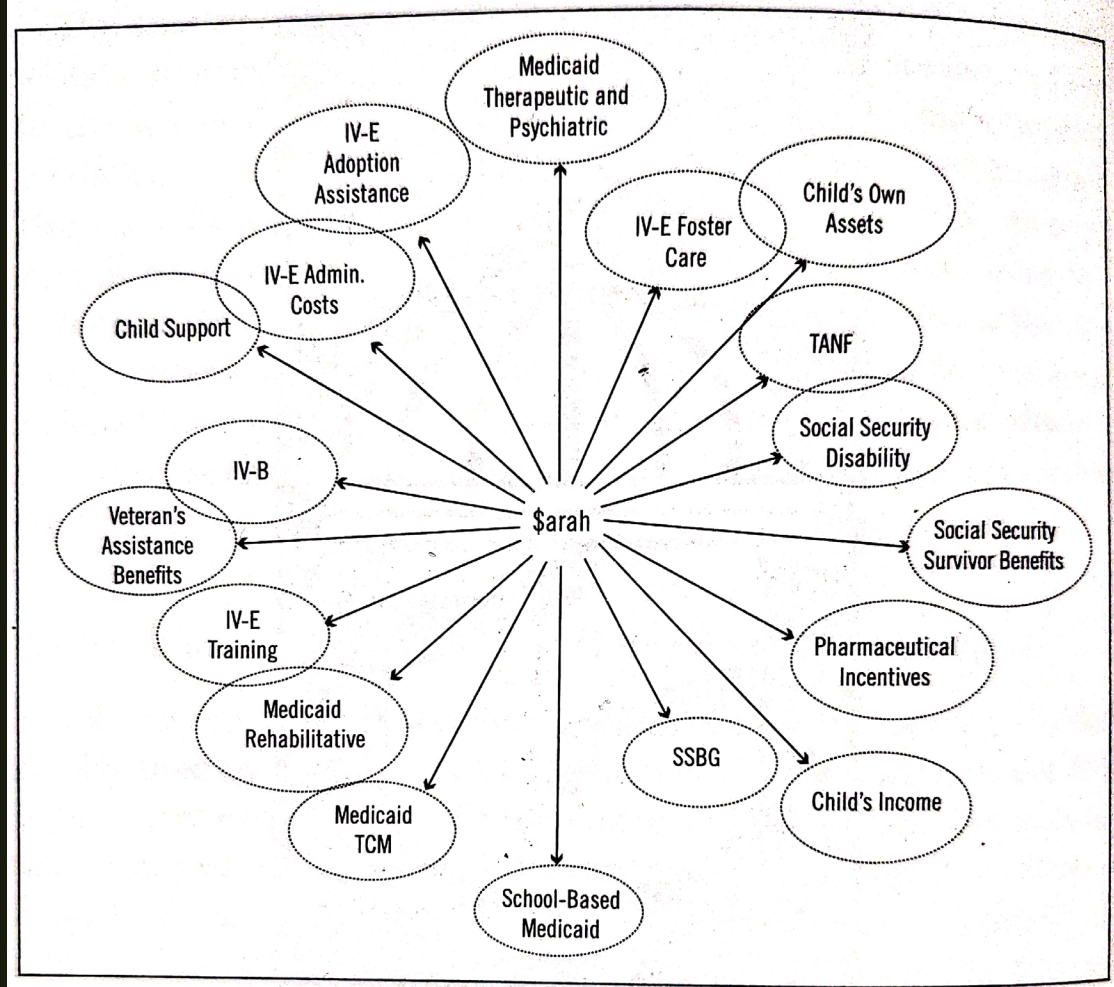 Medicaid
Therapeutic and
Psychiatric
IV-E
Adoption
Assistance
Child's Own
Assets
IV-E Foster
Care
IV-E Admin.
Costs
Child Support
TANF
Social Security
Disability
IV-B
Veteran's
Assistance
Benefits
$arah
Social Security
Survivor Benefits
IV-E
Training
Pharmaceutical
Incentives
Medicaid
Rehabilitative
SSBG
Child's Income
Medicaid
TCM
School-Based
Medicaid